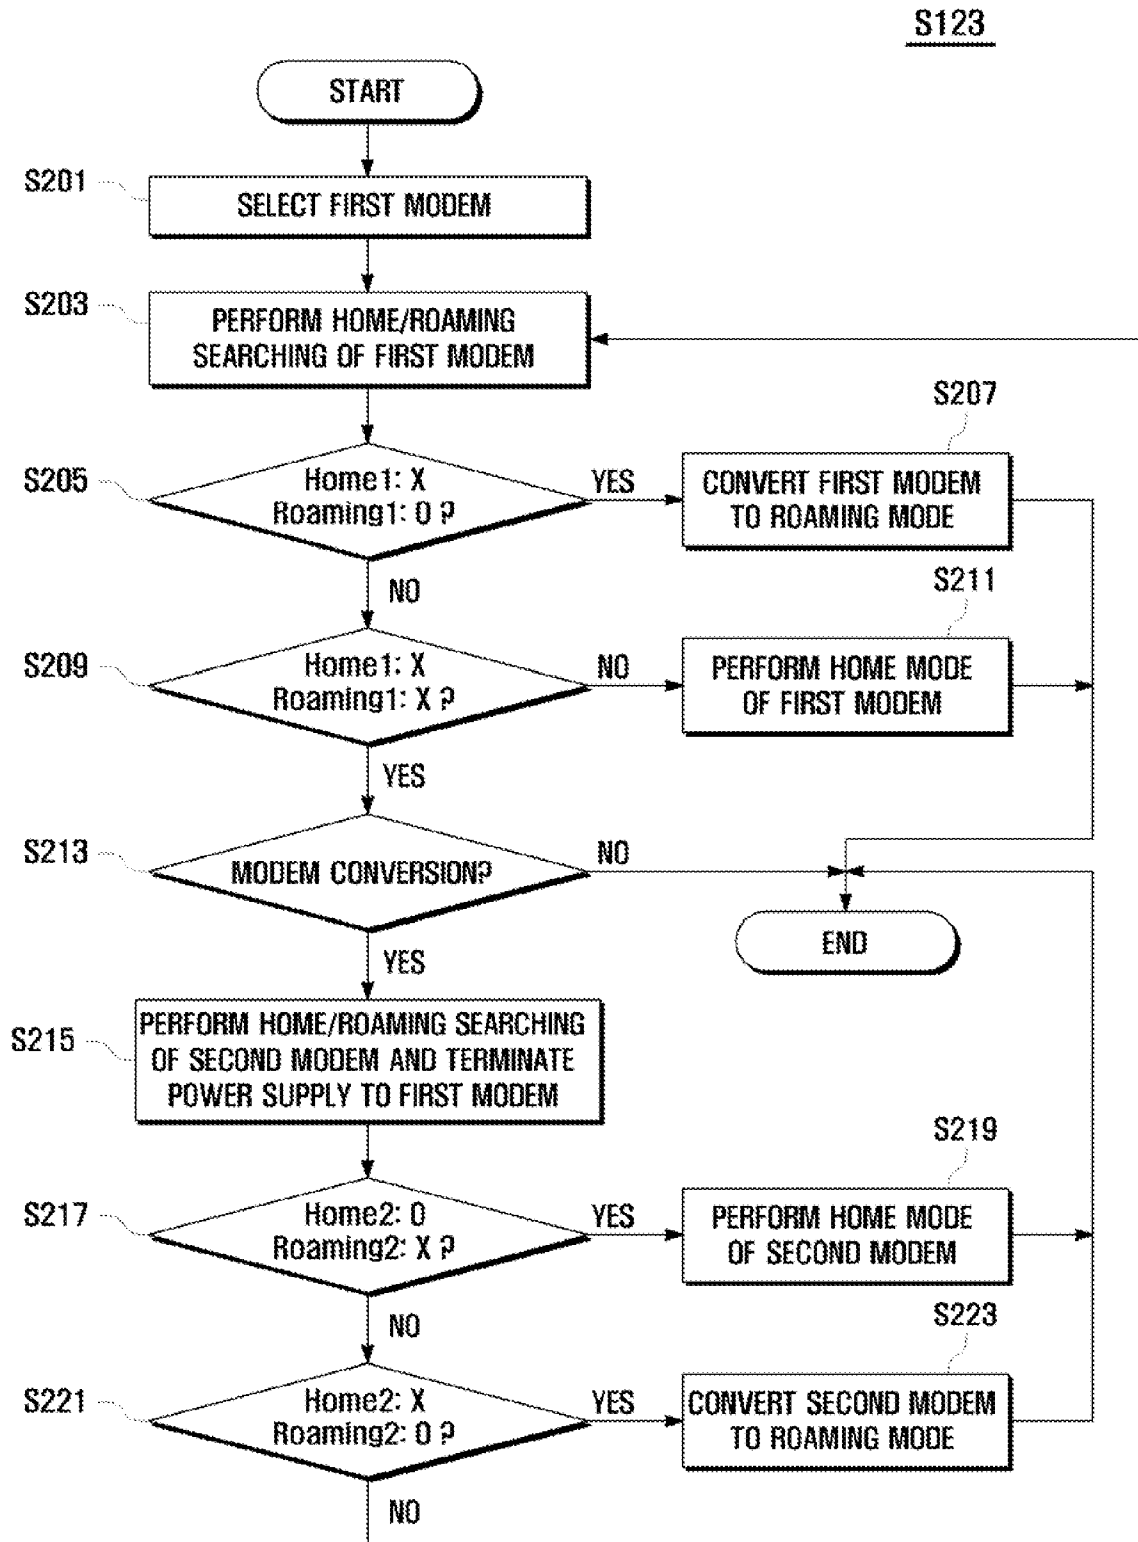 S123
START
S201
SELECT FIRST MODEM
S203
PERFORM HOME/ROAMING
SEARCHING OF FIRST MODEM
S205
Home1: X
Roaming1: O ?
YES
S207
CONVERT FIRST MODEM
TO ROAMING MODE
NO
S209
Home1: X
Roaming1: X ?
NO
S211
PERFORM HOME MODE
OF FIRST MODEM
YES
S213
MODEM CONVERSION?
NO
END
YES
S215
PERFORM HOME/ROAMING SEARCHING
OF SECOND MODEM AND TERMINATE
POWER SUPPLY TO FIRST MODEM
S217
Home2: O
Roaming2: X ?
YES
S219
PERFORM HOME MODE
OF SECOND MODEM
NO
S221
Home2: X
Roaming2: O ?
YES
S223
CONVERT SECOND MODEM
TO ROAMING MODE
NO